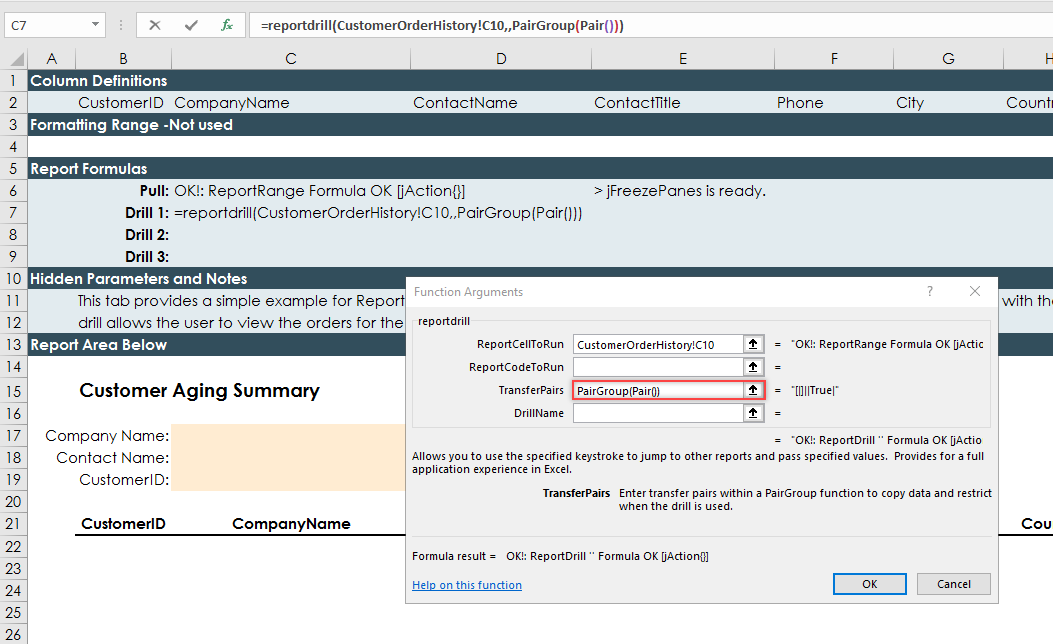 C7 fx =reportdrill(CustomerOrderHistory!C10,,PairGroup(Pair()))
A B C D E F G H
1 Column Definitions
2 CustomerID CompanyName ContactName ContactTitle Phone City Countr
3 Formatting Range -Not used
4
5 Report Formulas
6 Pull: OK!: ReportRange Formula OK [jAction{}] > jFreezePanes is ready.
7 Drill 1: =reportdrill(CustomerOrderHistory!C10,,PairGroup(Pair()))
8 Drill 2:
9 Drill 3:
10 Hidden Parameters and Notes
11 This tab provides a simple example for Report with the
12 drill allows the user to view the orders for the
13 Report Area Below
14
15 Customer Aging Summary
16
17 Company Name:
18 Contact Name:
19 CustomerID:
20
21 CustomerID CompanyName Cou
22
23
24
25
26
Function Arguments ?
reportdrill
ReportCellToRun CustomerOrderHistory!C10 = "OK!: ReportRange Formula OK [jActic
ReportCodeToRun =
TransferPairs PairGroup(Pair()) = "[[]]||True|"
DrillName =
= "OK!: ReportDrill '' Formula OK [jActio
Allows you to use the specified keystroke to jump to other reports and pass specified values. Provides for a full
application experience in Excel.
TransferPairs Enter transfer pairs within a PairGroup function to copy data and restrict
when the drill is used.
Formula result = OK!: ReportDrill '' Formula OK [jAction{}]
Help on this function OK Cancel